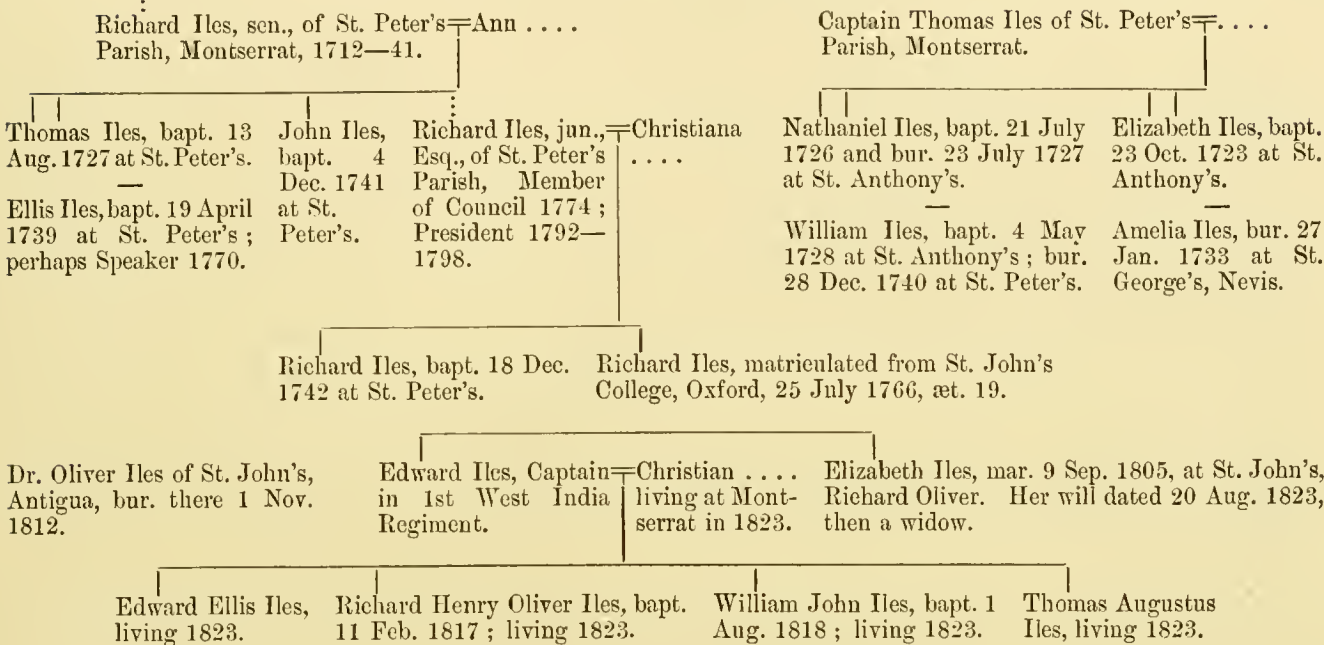 Richard Iles, sen., of St. Peter's╤Ann . . . .
Parish, Montserrat, 1712—41.
Captain Thomas Iles of St. Peter's╤. . . .
Parish, Montserrat.
Thomas Iles, bapt. 13
Aug. 1727 at St. Peter's.
—
Ellis Iles, bapt. 19 April
1739 at St. Peter's ;
perhaps Speaker 1770.
John Iles,
bapt. 4
Dec. 1741
at St.
Peter's.
Richard Iles, jun.,╤Christiana
Esq., of St. Peter's . . . .
Parish, Member
of Council 1774 ;
President 1792—
1798.
Nathaniel Iles, bapt. 21 July
1726 and bur. 23 July 1727
at St. Anthony's.
—
William Iles, bapt. 4 May
1728 at St. Anthony's ; bur.
28 Dec. 1740 at St. Peter's.
Elizabeth Iles, bapt.
23 Oct. 1723 at St.
Anthony's.
—
Amelia Iles, bur. 27
Jan. 1733 at St.
George's, Nevis.
Richard Iles, bapt. 18 Dec.
1742 at St. Peter's.
Richard Iles, matriculated from St. John's
College, Oxford, 25 July 1766, æt. 19.
Dr. Oliver Iles of St. John's,
Antigua, bur. there 1 Nov.
1812.
Edward Iles, Captain╤Christian . . . .
in 1st West India living at Mont-
Regiment. serrat in 1823.
Elizabeth Iles, mar. 9 Sep. 1805, at St. John's,
Richard Oliver. Her will dated 20 Aug. 1823,
then a widow.
Edward Ellis Iles,
living 1823.
Richard Henry Oliver Iles, bapt.
11 Feb. 1817 ; living 1823.
William John Iles, bapt. 1
Aug. 1818 ; living 1823.
Thomas Augustus
Iles, living 1823.